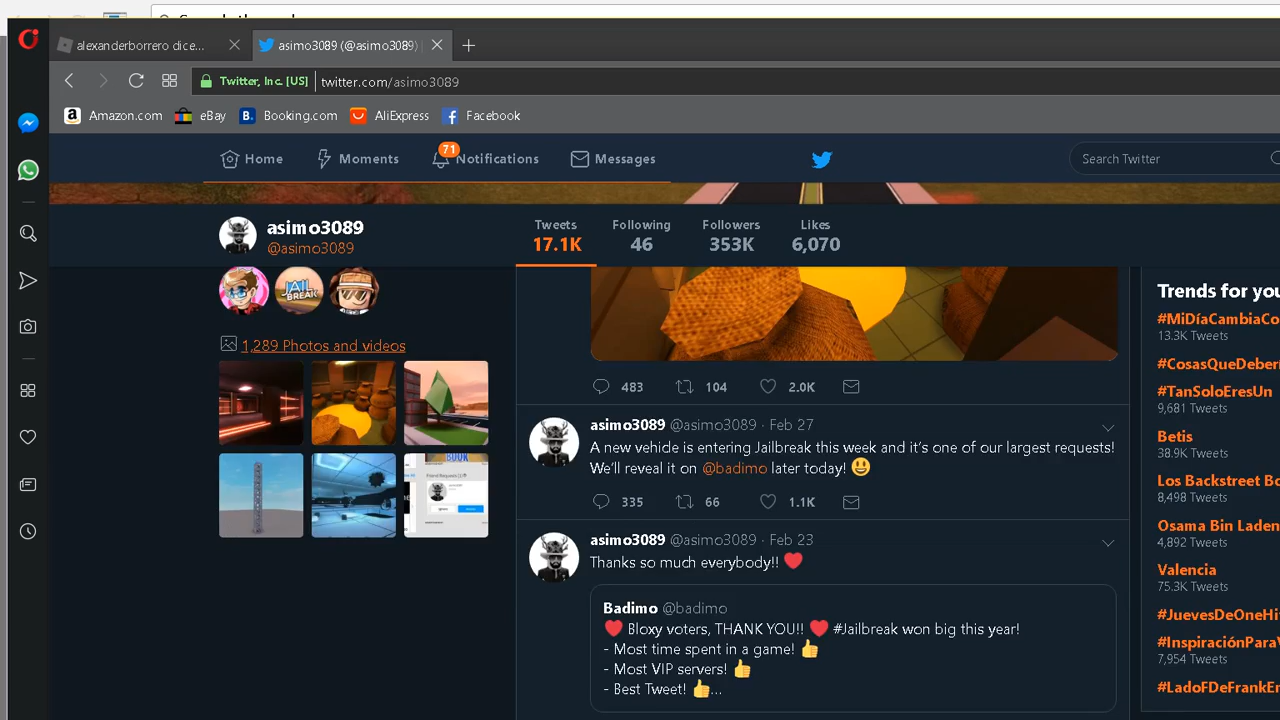 alexanderborrero dice...
asimo3089 (@asimo3089) |
Twitter, Inc. [US]
twitter.com/asimo3089
Amazon.com
eBay
Booking.com
AliExpress
Facebook
Home
Moments
71
Notifications
Messages
Search Twitter
asimo3089
@asimo3089
Tweets
17.1K
Following
46
Followers
353K
Likes
6,070
JAIL
BREAK
1,289 Photos and videos
483
104
2.0K
asimo3089 @asimo3089 · Feb 27
A new vehicle is entering Jailbreak this week and it's one of our largest requests!
We'll reveal it on @badimo later today! 😃
335
66
1.1K
asimo3089 @asimo3089 · Feb 23
Thanks so much everybody!! ❤️
Badimo @badimo
❤️ Bloxy voters, THANK YOU!! ❤️ #Jailbreak won big this year!
- Most time spent in a game! 👍
- Most VIP servers! 👍
- Best Tweet! 👍...
Trends for you
#MiDíaCambiaCo
13.3K Tweets
#CosasQueDeberí
#TanSoloEresUn
9,681 Tweets
Betis
38.9K Tweets
Los Backstreet Bo
8,498 Tweets
Osama Bin Laden
4,892 Tweets
Valencia
75.3K Tweets
#JuevesDeOneHi
#InspiraciónParaV
7,954 Tweets
#LadoFDeFrankEn